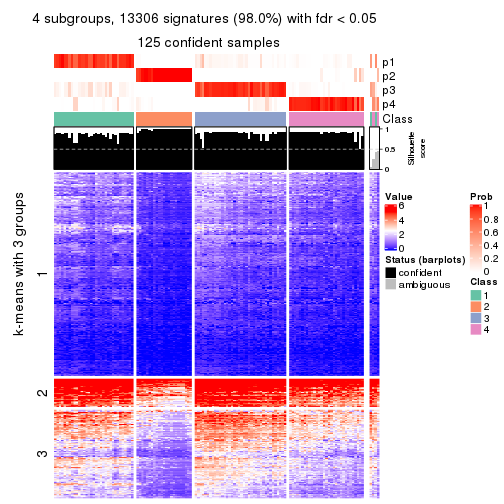 4 subgroups, 13306 signatures (98.0%) with fdr < 0.05
125 confident samples
p1
p2
p3
p4
Class
1
0.5
0
Silhouette
score
k-means with 3 groups
1
2
3
Value
6
4
2
0
Status (barplots)
confident
ambiguous
Prob
1
0.8
0.6
0.4
0.2
0
Class
1
2
3
4